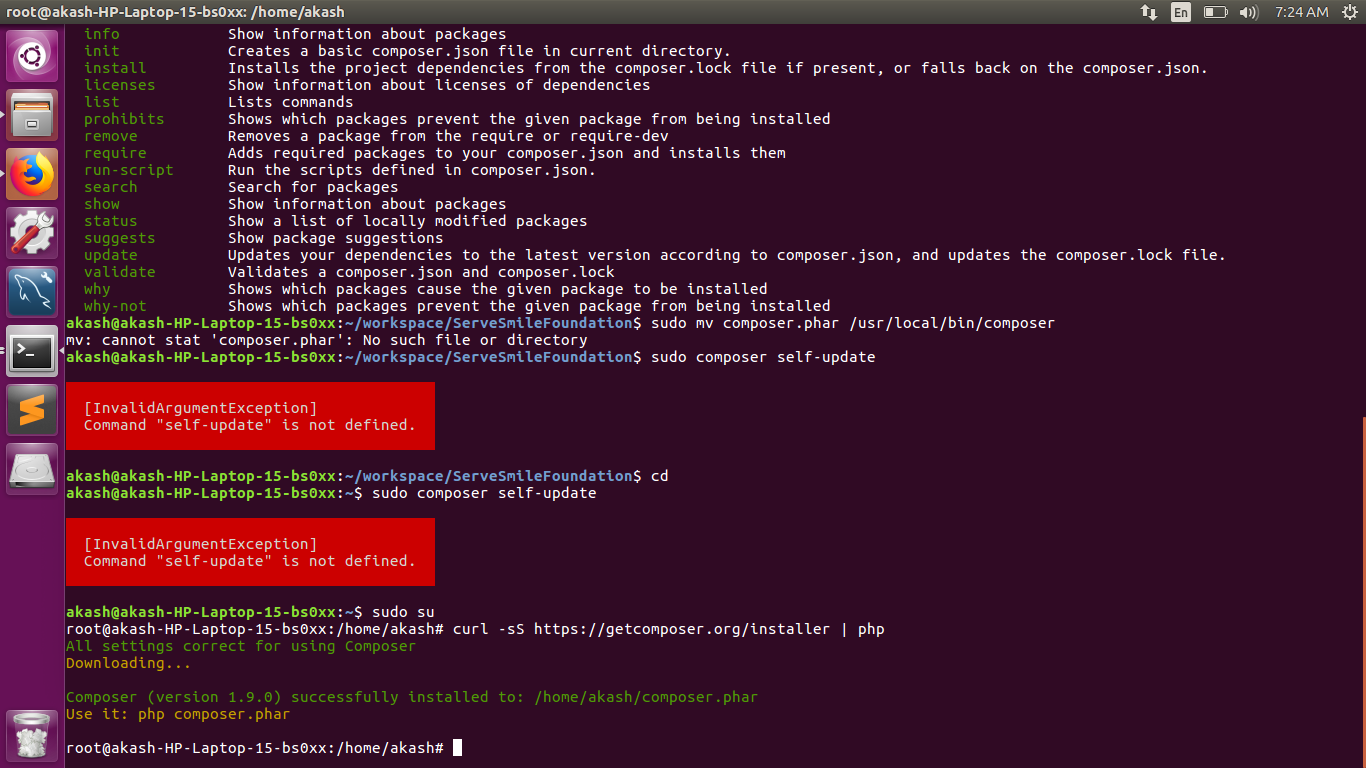 root@akash-HP-Laptop-15-bs0xx: /home/akash
En
7:24 AM
info Show information about packages
init Creates a basic composer.json file in current directory.
install Installs the project dependencies from the composer.lock file if present, or falls back on the composer.json.
licenses Show information about licenses of dependencies
list Lists commands
prohibits Shows which packages prevent the given package from being installed
remove Removes a package from the require or require-dev
require Adds required packages to your composer.json and installs them
run-script Run the scripts defined in composer.json.
search Search for packages
show Show information about packages
status Show a list of locally modified packages
suggests Show package suggestions
update Updates your dependencies to the latest version according to composer.json, and updates the composer.lock file.
validate Validates a composer.json and composer.lock
why Shows which packages cause the given package to be installed
why-not Shows which packages prevent the given package from being installed
akash@akash-HP-Laptop-15-bs0xx:~/workspace/ServeSmileFoundation$ sudo mv composer.phar /usr/local/bin/composer
mv: cannot stat 'composer.phar': No such file or directory
akash@akash-HP-Laptop-15-bs0xx:~/workspace/ServeSmileFoundation$ sudo composer self-update
[InvalidArgumentException]
Command "self-update" is not defined.
akash@akash-HP-Laptop-15-bs0xx:~/workspace/ServeSmileFoundation$ cd
akash@akash-HP-Laptop-15-bs0xx:~$ sudo composer self-update
[InvalidArgumentException]
Command "self-update" is not defined.
akash@akash-HP-Laptop-15-bs0xx:~$ sudo su
root@akash-HP-Laptop-15-bs0xx:/home/akash# curl -sS https://getcomposer.org/installer | php
All settings correct for using Composer
Downloading...
Composer (version 1.9.0) successfully installed to: /home/akash/composer.phar
Use it: php composer.phar
root@akash-HP-Laptop-15-bs0xx:/home/akash#